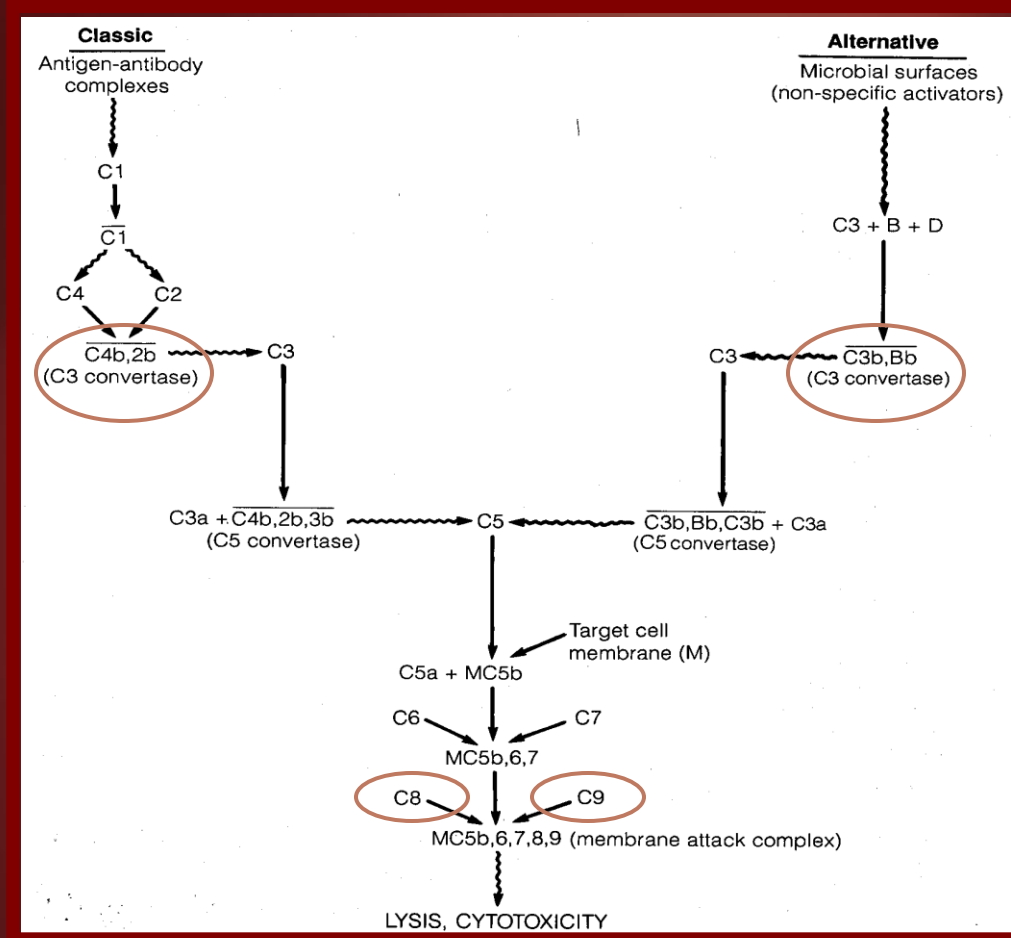 Classic
Antigen-antibody
complexes
C1
C1
C4
C2
C4b,2b
(C3 convertase)
C3
C3a + C4b,2b,3b
(C5 convertase)
Alternative
Microbial surfaces
(non-specific activators)
C3 + B + D
C3b,Bb
(C3 convertase)
C3
C3b,Bb,C3b + C3a
(C5 convertase)
C5
Target cell
membrane (M)
C5a + MC5b
C6
C7
MC5b,6,7
C8
C9
MC5b,6,7,8,9 (membrane attack complex)
LYSIS, CYTOTOXICITY